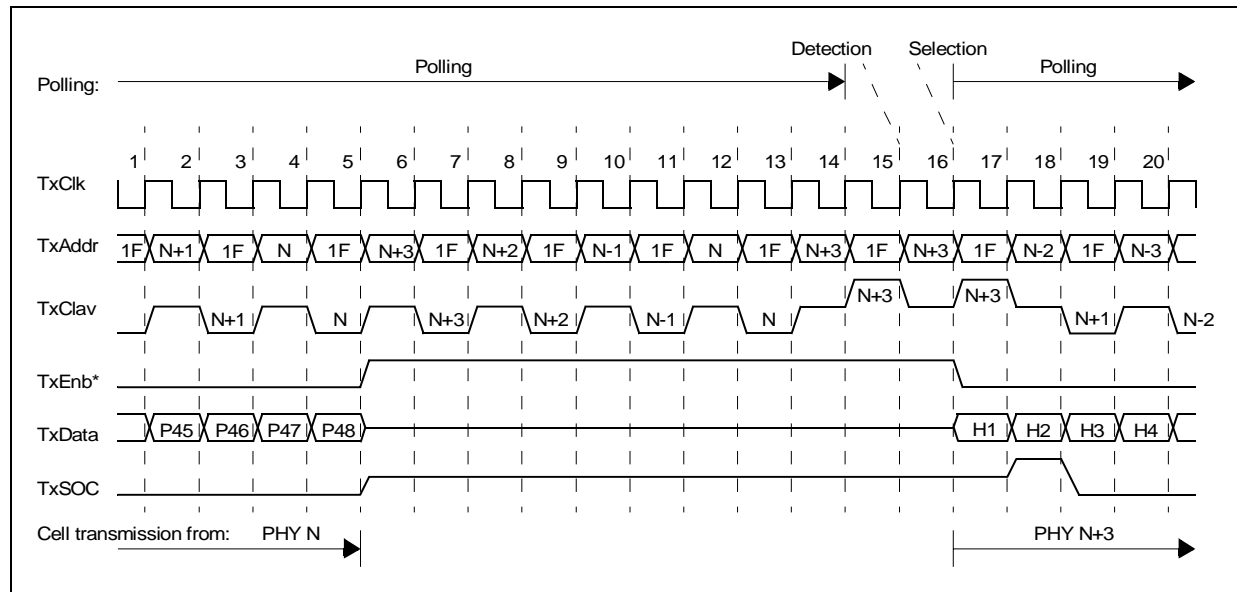 Detection Selection
Polling: Polling Polling
1 2 3 4 5 6 7 8 9 10 11 12 13 14 15 16 17 18 19 20
TxClk
TxAddr 1F N+1 1F N 1F N+3 1F N+2 1F N-1 1F N 1F N+3 1F N+3 1F N-2 1F N-3
TxClav N+1 N N+3 N+2 N-1 N N+3 N+3 N+1 N-2
TxEnb*
TxData P45 P46 P47 P48 H1 H2 H3 H4
TxSOC
Cell transmission from: PHY N PHY N+3